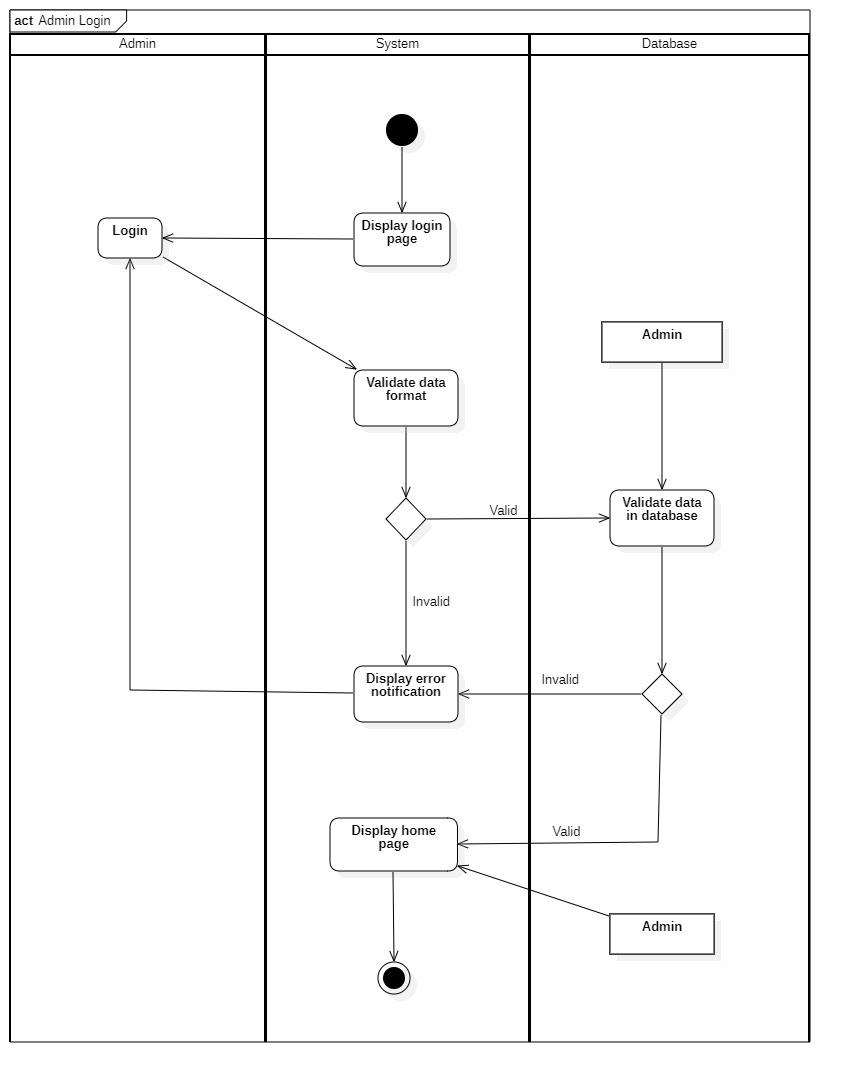 act Admin Login
Admin
System
Database
Display login
page
Login
Admin
Validate data
format
Valid
Validate data
in database
Invalid
Display error
notification
Invalid
Display home
page
Valid
Admin